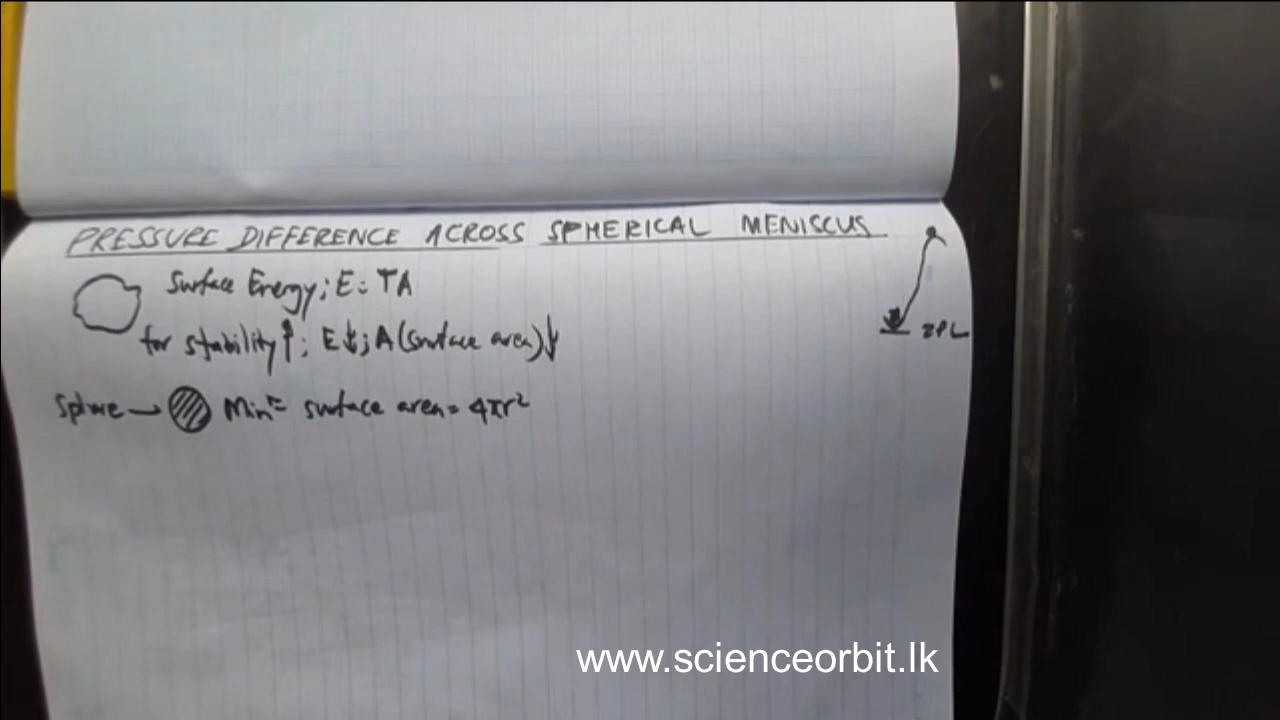 PRESSURE DIFFERENCE ACROSS SPHERICAL MENISCUS
Surface Energy; E = TA
for stability ↑; E↓; A (surface area) ↓
ZPL
Sphere → Min^m surface area = 4πr²
www.scienceorbit.lk